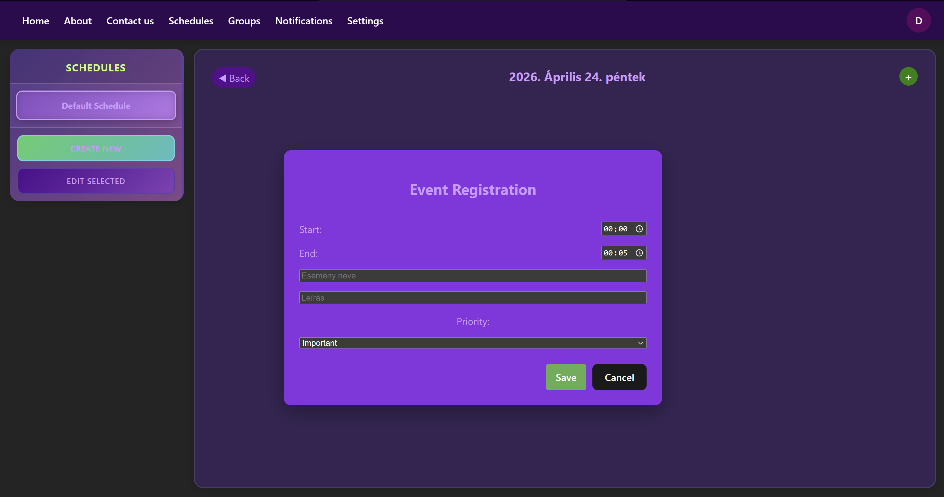 Home About Contact us Schedules Groups Notifications Settings D
SCHEDULES
Default Schedule
CREATE NEW
EDIT SELECTED
◀ Back 2026. Április 24. péntek +
Event Registration
Start: 00:00
End: 00:05
Esemény neve
Leírás
Priority:
Important
Save Cancel